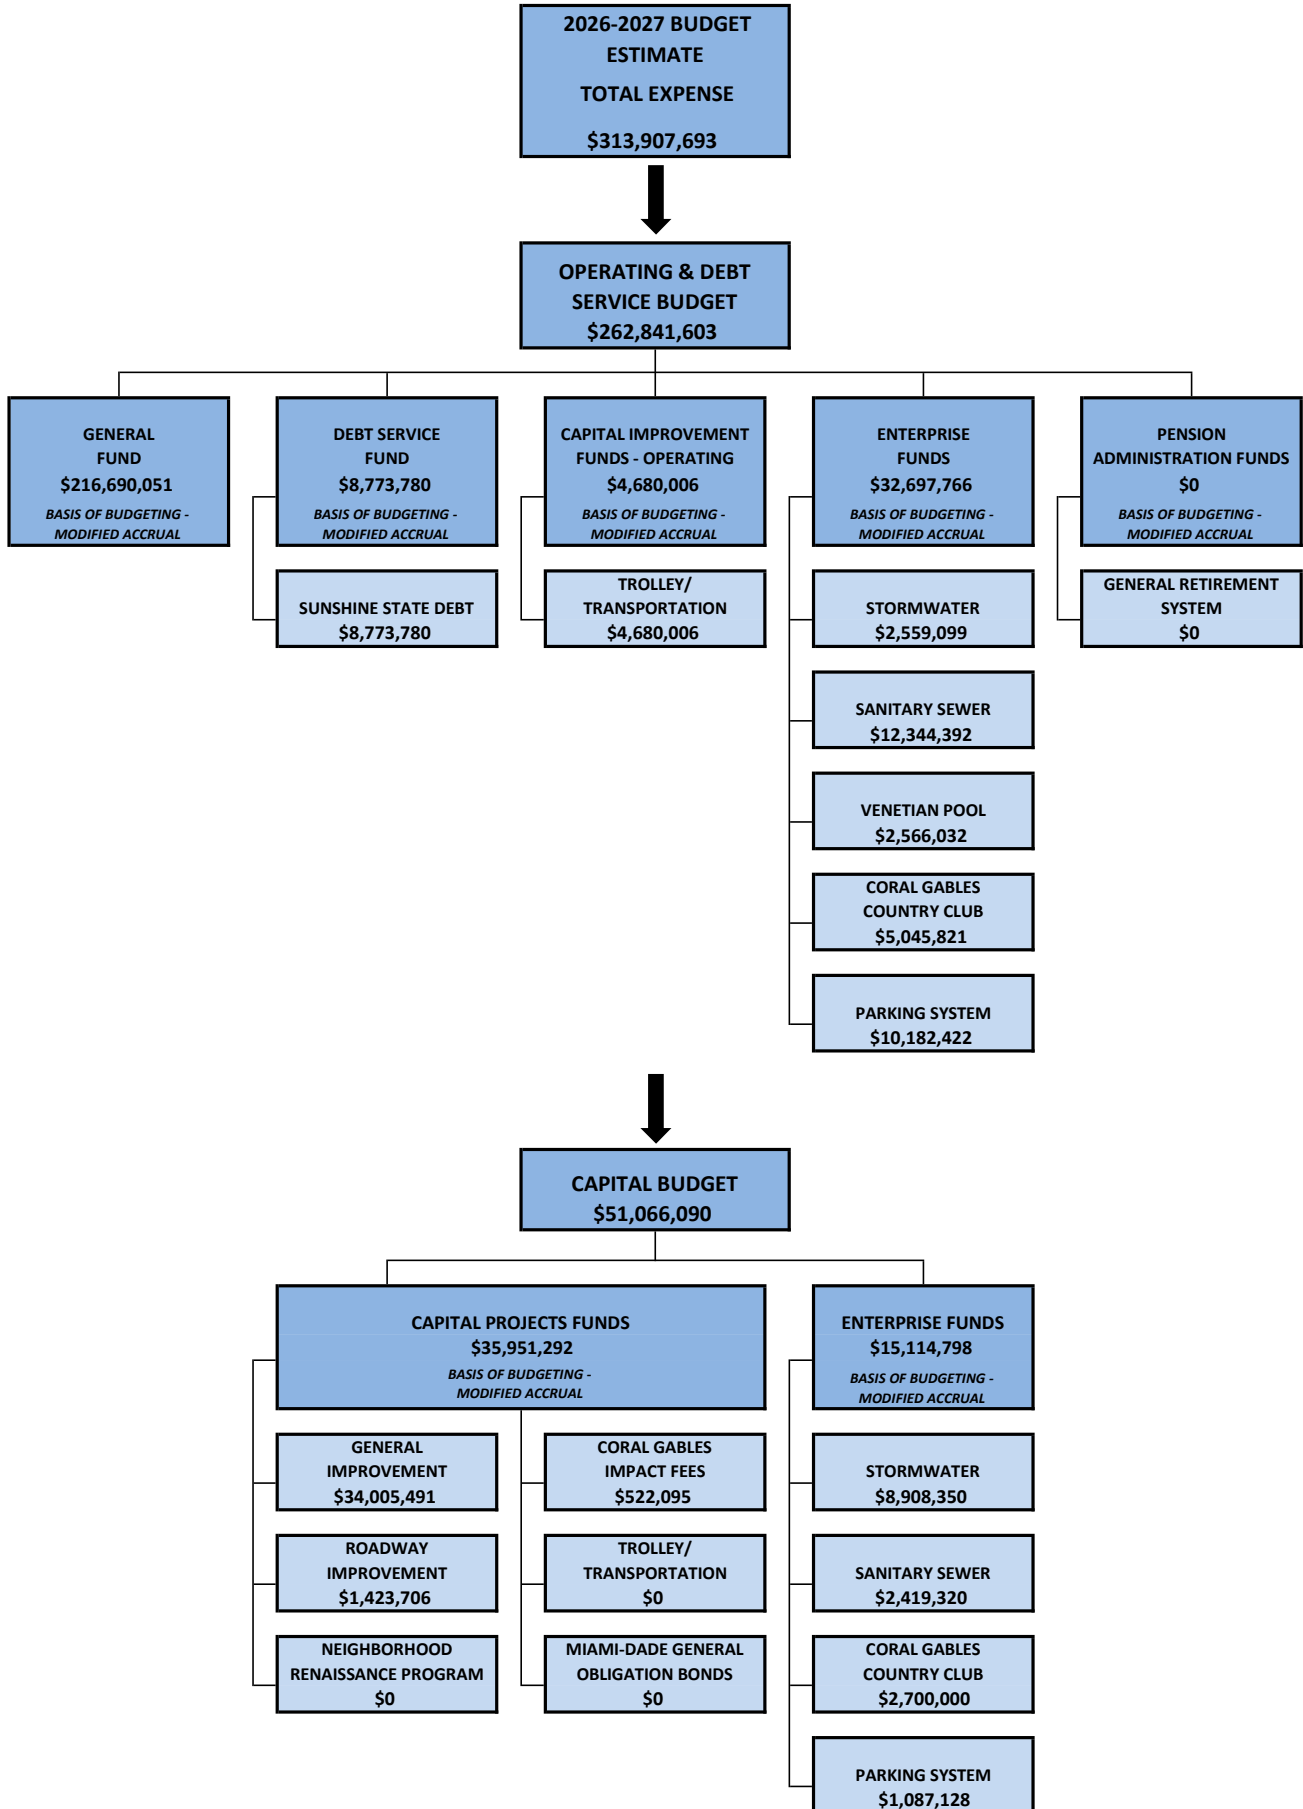 2026-2027 BUDGET
ESTIMATE
TOTAL EXPENSE
$313,907,693
OPERATING & DEBT
SERVICE BUDGET
$262,841,603
GENERAL
FUND
$216,690,051
BASIS OF BUDGETING -
MODIFIED ACCRUAL
DEBT SERVICE
FUND
$8,773,780
BASIS OF BUDGETING -
MODIFIED ACCRUAL
SUNSHINE STATE DEBT
$8,773,780
CAPITAL IMPROVEMENT
FUNDS - OPERATING
$4,680,006
BASIS OF BUDGETING -
MODIFIED ACCRUAL
TROLLEY/
TRANSPORTATION
$4,680,006
ENTERPRISE
FUNDS
$32,697,766
BASIS OF BUDGETING -
MODIFIED ACCRUAL
STORMWATER
$2,559,099
SANITARY SEWER
$12,344,392
VENETIAN POOL
$2,566,032
CORAL GABLES
COUNTRY CLUB
$5,045,821
PARKING SYSTEM
$10,182,422
PENSION
ADMINISTRATION FUNDS
$0
BASIS OF BUDGETING -
MODIFIED ACCRUAL
GENERAL RETIREMENT
SYSTEM
$0
CAPITAL BUDGET
$51,066,090
CAPITAL PROJECTS FUNDS
$35,951,292
BASIS OF BUDGETING -
MODIFIED ACCRUAL
GENERAL
IMPROVEMENT
$34,005,491
ROADWAY
IMPROVEMENT
$1,423,706
NEIGHBORHOOD
RENAISSANCE PROGRAM
$0
CORAL GABLES
IMPACT FEES
$522,095
TROLLEY/
TRANSPORTATION
$0
MIAMI-DADE GENERAL
OBLIGATION BONDS
$0
ENTERPRISE FUNDS
$15,114,798
BASIS OF BUDGETING -
MODIFIED ACCRUAL
STORMWATER
$8,908,350
SANITARY SEWER
$2,419,320
CORAL GABLES
COUNTRY CLUB
$2,700,000
PARKING SYSTEM
$1,087,128